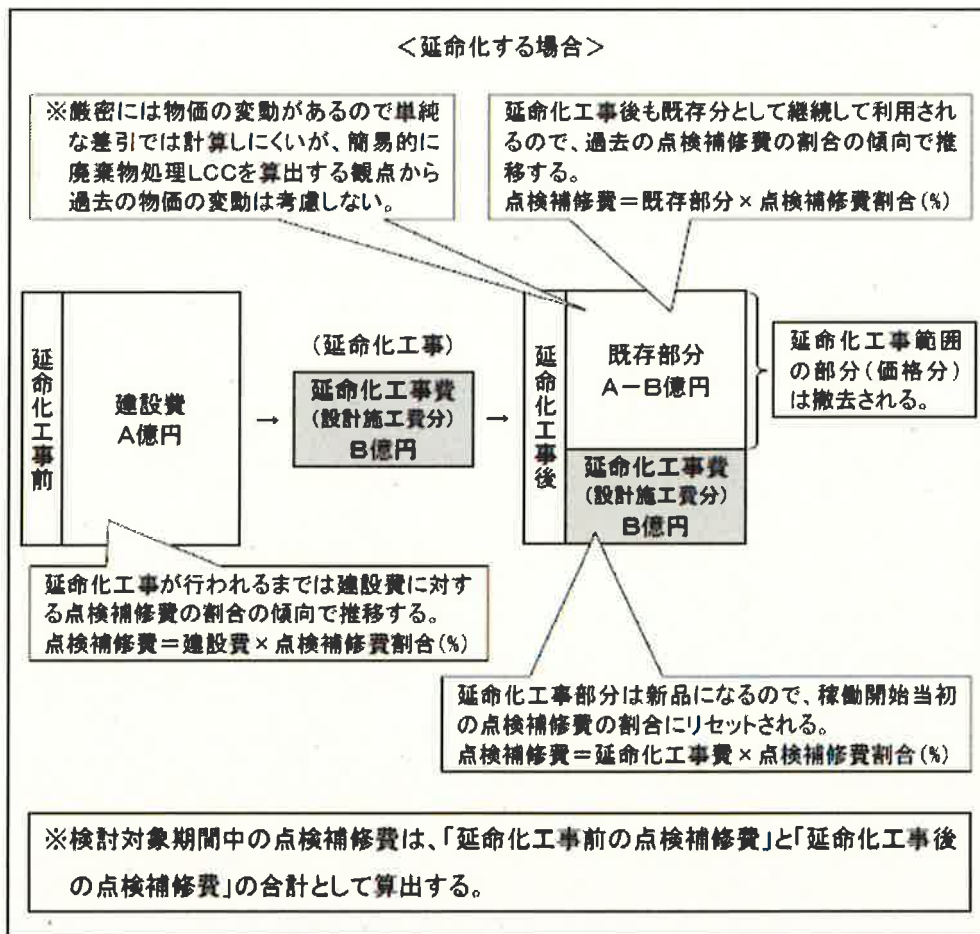 ＜延命化する場合＞
※厳密には物価の変動があるので単純
な差引では計算しにくいが、簡易的に
廃棄物処理LCCを算出する観点から
過去の物価の変動は考慮しない。
延命化工事後も既存分として継続して利用され
るので、過去の点検補修費の割合の傾向で推
移する。
点検補修費＝既存部分×点検補修費割合(%)
延命化工事前
建設費
A億円
→
(延命化工事)
延命化工事費
(設計施工費分)
B億円
→
延命化工事後
既存部分
A－B億円
延命化工事費
(設計施工費分)
B億円
延命化工事範囲
の部分(価格分)
は撤去される。
延命化工事が行われるまでは建設費に対す
る点検補修費の割合の傾向で推移する。
点検補修費＝建設費×点検補修費割合(%)
延命化工事部分は新品になるので、稼働開始当初
の点検補修費の割合にリセットされる。
点検補修費＝延命化工事費×点検補修費割合(%)
※検討対象期間中の点検補修費は、「延命化工事前の点検補修費」と「延命化工事後
の点検補修費」の合計として算出する。